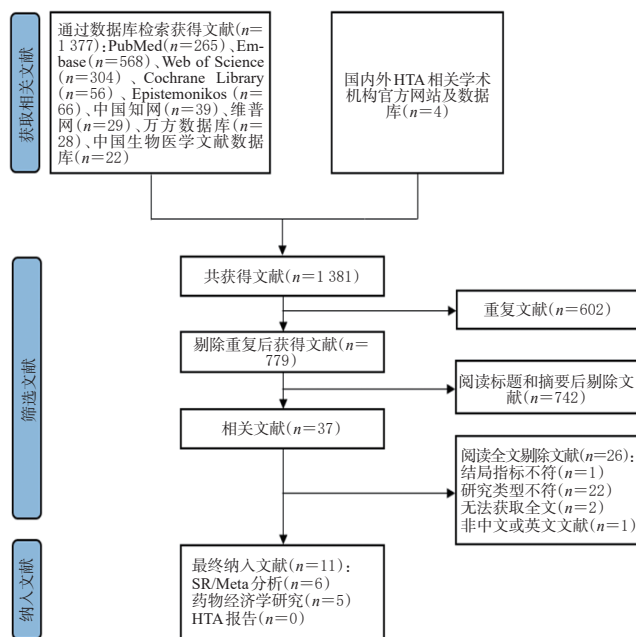 获取相关文献
通过数据库检索获得文献(n=
1 377):PubMed(n=265)、Em-
base(n=568)、Web of Science
(n=304)、Cochrane Library
(n=56)、Epistemonikos (n=
66)、中国知网(n=39)、维普
网(n=29)、万方数据库(n=
28)、中国生物医学文献数据
库(n=22)
国内外HTA相关学术
机构官方网站及数据
库(n=4)
筛选文献
共获得文献(n=1 381)
重复文献(n=602)
剔除重复后获得文献(n=
779)
阅读标题和摘要后剔除文
献(n=742)
相关文献(n=37)
阅读全文剔除文献(n=26):
结局指标不符(n=1)
研究类型不符(n=22)
无法获取全文(n=2)
非中文或英文文献(n=1)
纳入文献
最终纳入文献(n=11):
SR/Meta分析(n=6)
药物经济学研究(n=5)
HTA报告(n=0)